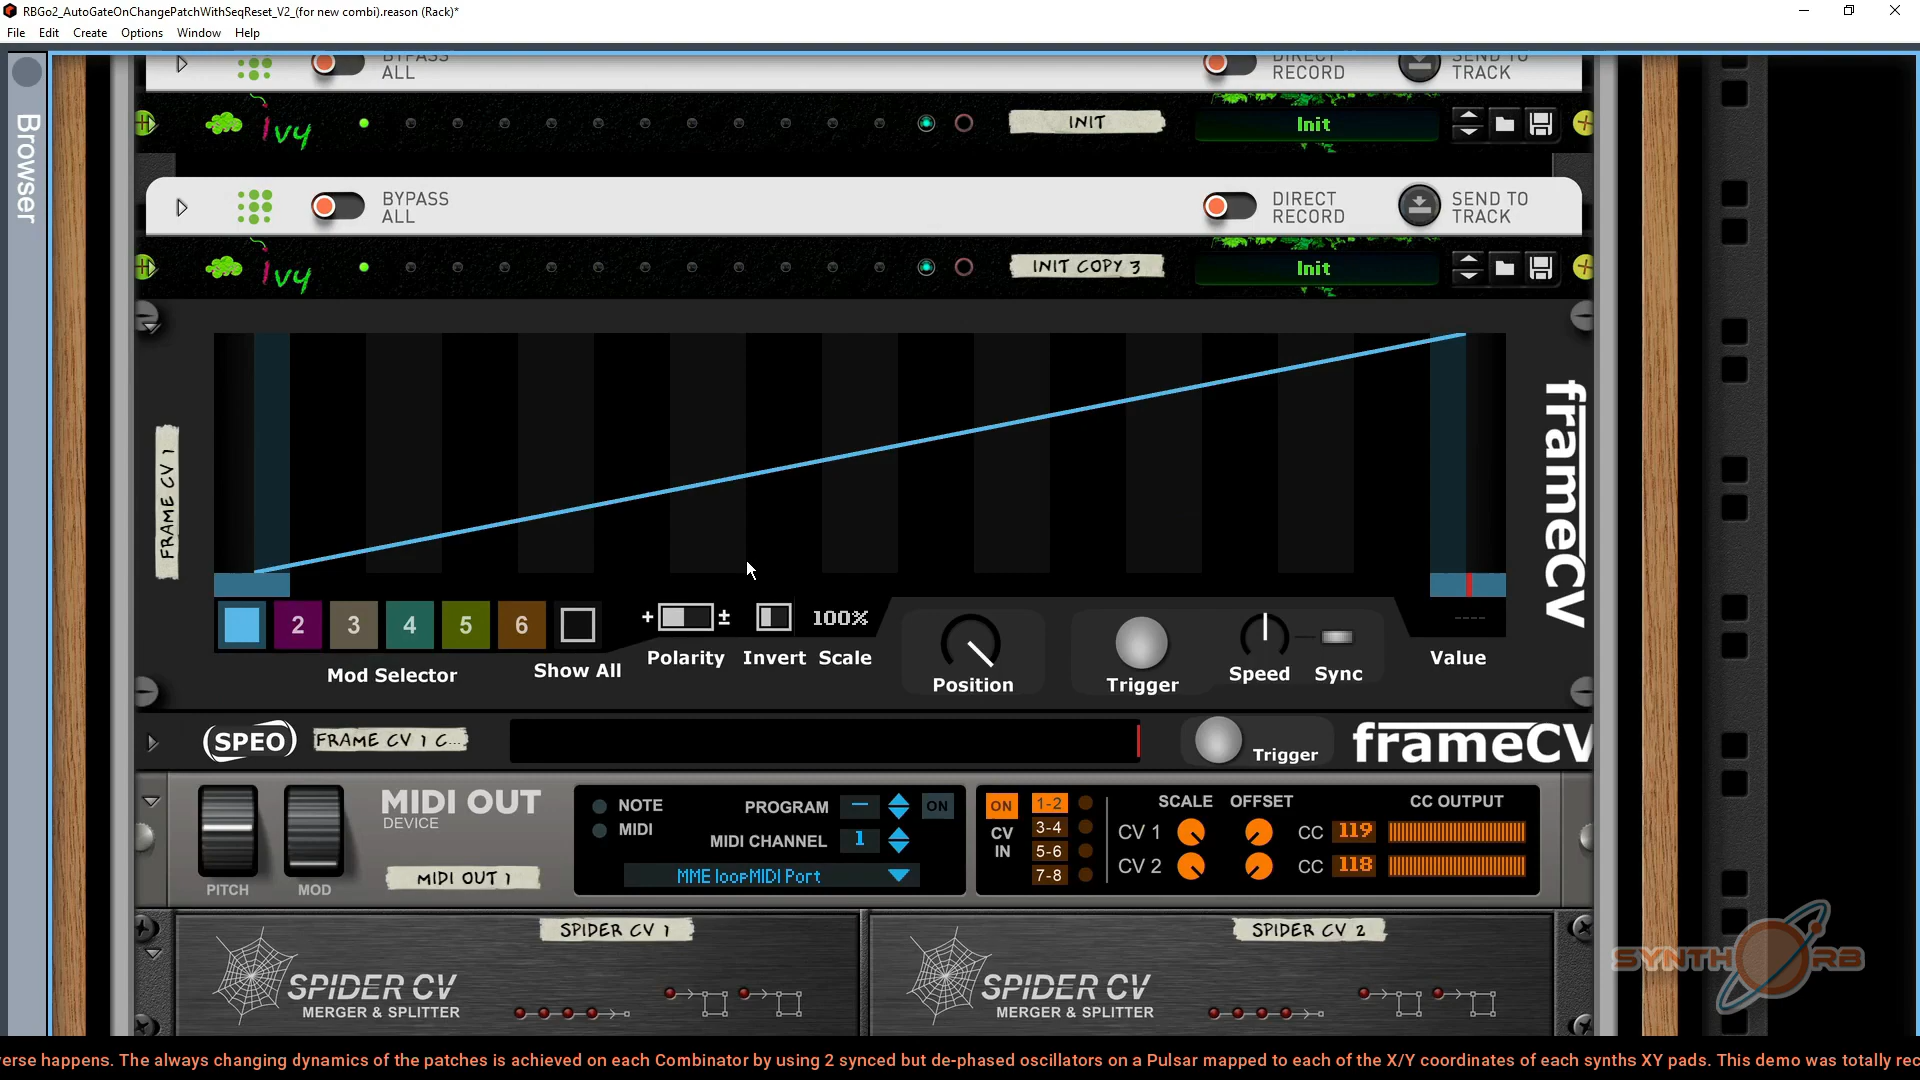 RBGo2_AutoGateOnChangePatchWithSeqReset_V2_(for new combi).reason (Rack)*
File Edit Create Options Window Help
Browser
BYPASS
ALL
DIRECT
RECORD
SEND TO
TRACK
Ivy
INIT
Init
BYPASS
ALL
DIRECT
RECORD
SEND TO
TRACK
Ivy
INIT COPY 3
Init
FRAME CV 1
frameCV
2 3 4 5 6
Mod Selector
Show All
+ ±
Polarity
Invert
100%
Scale
Position
Trigger
Speed
Sync
----
Value
SPEO
FRAME CV 1 C...
Trigger
frameCV
PITCH
MOD
MIDI OUT
DEVICE
MIDI OUT 1
NOTE
MIDI
PROGRAM — ON
MIDI CHANNEL 1
MME loopMIDI Port
ON
CV
IN
1-2
3-4
5-6
7-8
SCALE OFFSET CC OUTPUT
CV 1 CC 119
CV 2 CC 118
SPIDER CV 1
SPIDER CV
MERGER & SPLITTER
SPIDER CV 2
SPIDER CV
MERGER & SPLITTER
SYNTHORB
verse happens. The always changing dynamics of the patches is achieved on each Combinator by using 2 synced but de-phased oscillators on a Pulsar mapped to each of the X/Y coordinates of each synths XY pads. This demo was totally rec